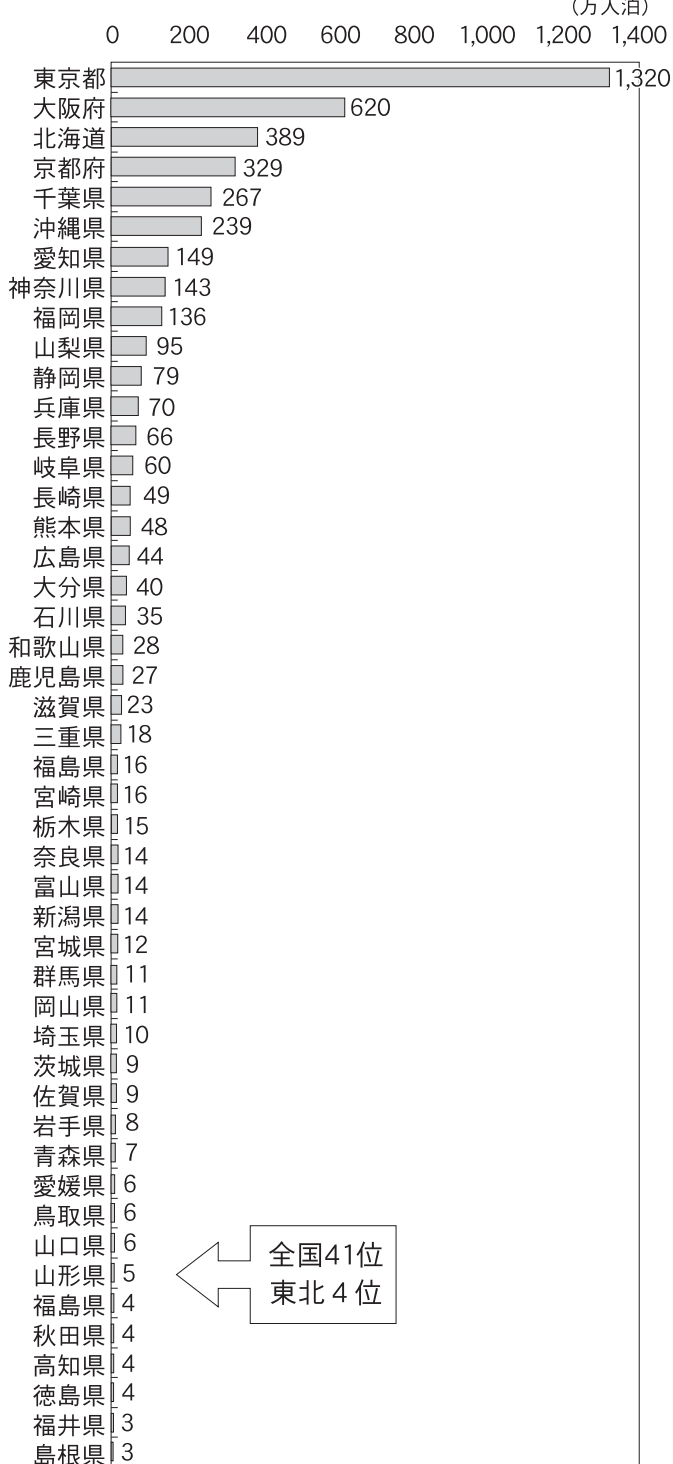 (万人泊)
0 200 400 600 800 1,000 1,200 1,400
東京都 1,320
大阪府 620
北海道 389
京都府 329
千葉県 267
沖縄県 239
愛知県 149
神奈川県 143
福岡県 136
山梨県 95
静岡県 79
兵庫県 70
長野県 66
岐阜県 60
長崎県 49
熊本県 48
広島県 44
大分県 40
石川県 35
和歌山県 28
鹿児島県 27
滋賀県 23
三重県 18
福島県 16
宮崎県 16
栃木県 15
奈良県 14
富山県 14
新潟県 14
宮城県 12
群馬県 11
岡山県 11
埼玉県 10
茨城県 9
佐賀県 9
岩手県 8
青森県 7
愛媛県 6
鳥取県 6
山口県 6
山形県 5
全国41位
東北4位
福島県 4
秋田県 4
高知県 4
徳島県 4
福井県 3
島根県 3